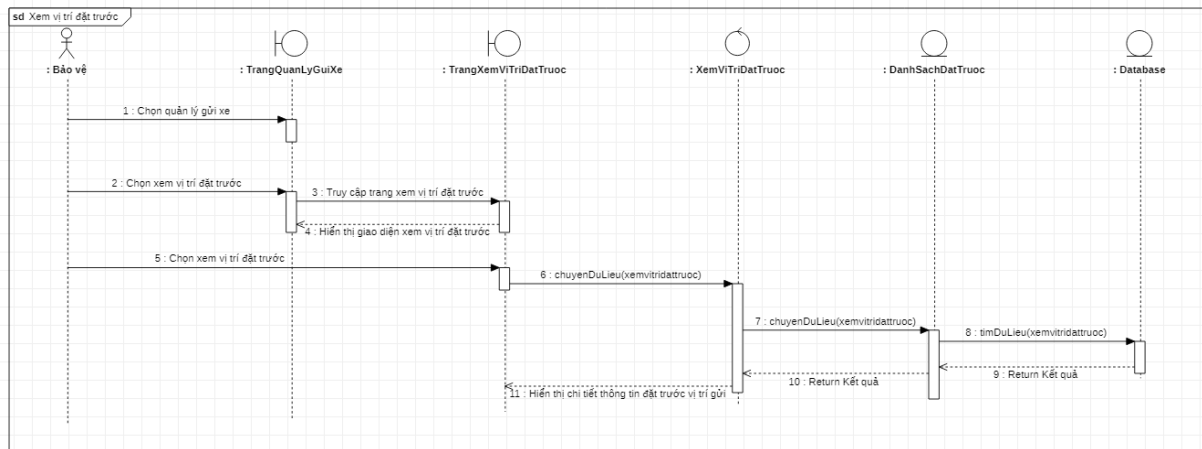 sd Xem vị trí đặt trước
: Bảo vệ
: TrangQuanLyGuiXe
: TrangXemViTriDatTruoc
: XemViTriDatTruoc
: DanhSachDatTruoc
: Database
1 : Chọn quản lý gửi xe
2 : Chọn xem vị trí đặt trước
3 : Truy cập trang xem vị trí đặt trước
4 : Hiển thị giao diện xem vị trí đặt trước
5 : Chọn xem vị trí đặt trước
6 : chuyenDuLieu(xemvitridattruoc)
7 : chuyenDuLieu(xemvitridattruoc)
8 : timDuLieu(xemvitridattruoc)
9 : Return Kết quả
10 : Return Kết quả
11 : Hiển thị chi tiết thông tin đặt trước vị trí gửi